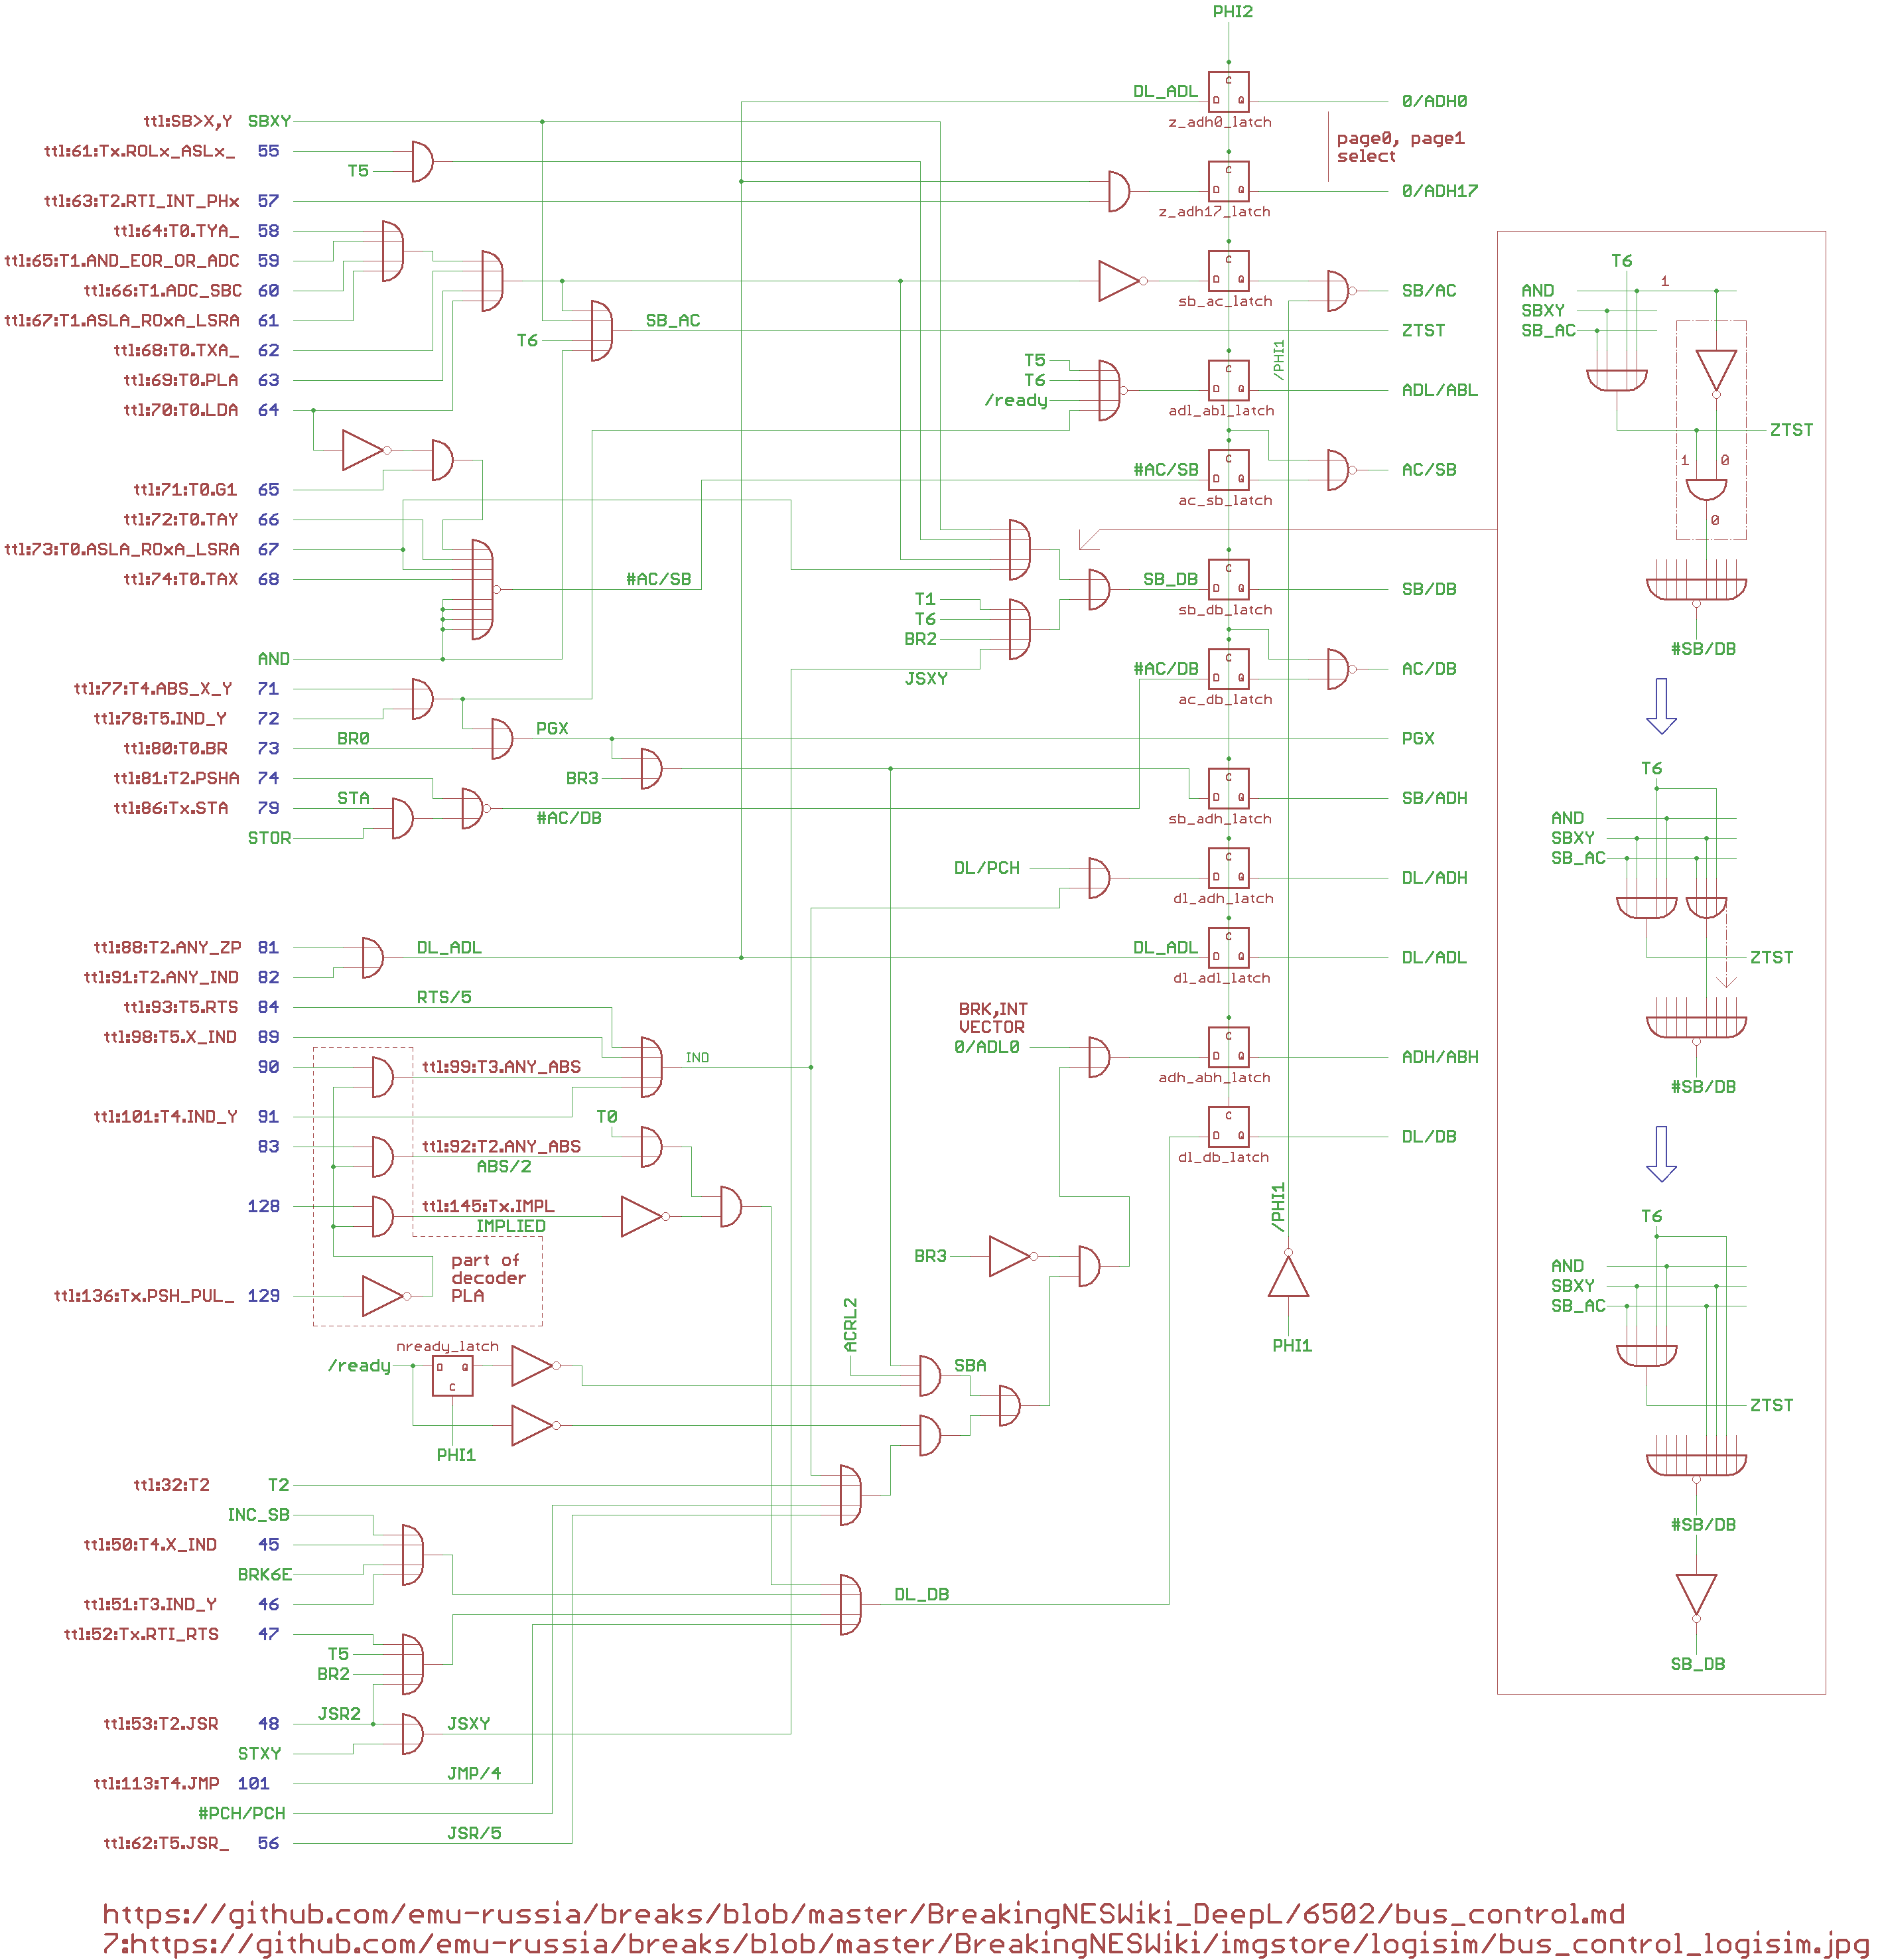 PHI2
DL_ADL
C
D Q
0/ADH0
z_adh0_latch
ttl:SB>X,Y SBXY
page0, page1
select
ttl:61:Tx.ROLx_ASLx_ 55
T5
C
D Q
0/ADH17
z_adh17_latch
ttl:63:T2.RTI_INT_PHx 57
ttl:64:T0.TYA_ 58
ttl:65:T1.AND_EOR_OR_ADC 59
ttl:66:T1.ADC_SBC 60
ttl:67:T1.ASLA_ROxA_LSRA 61
ttl:68:T0.TXA_ 62
ttl:69:T0.PLA 63
ttl:70:T0.LDA 64
C
D Q
sb_ac_latch
SB/AC
T6
SB_AC
ZTST
/PHI1
T5
T6
/ready
C
D Q
adl_abl_latch
ADL/ABL
ttl:71:T0.G1 65
ttl:72:T0.TAY 66
ttl:73:T0.ASLA_ROxA_LSRA 67
ttl:74:T0.TAX 68
#AC/SB
#AC/SB
C
D Q
ac_sb_latch
AC/SB
T1
T6
BR2
JSXY
SB_DB
C
D Q
sb_db_latch
SB/DB
AND
ttl:77:T4.ABS_X_Y 71
ttl:78:T5.IND_Y 72
ttl:80:T0.BR 73
BR0
ttl:81:T2.PSHA 74
ttl:86:Tx.STA 79
STA
STOR
#AC/DB
C
D Q
ac_db_latch
AC/DB
PGX
PGX
BR3
#AC/DB
C
D Q
sb_adh_latch
SB/ADH
DL/PCH
C
D Q
dl_adh_latch
DL/ADH
ttl:88:T2.ANY_ZP 81
ttl:91:T2.ANY_IND 82
DL_ADL
DL_ADL
C
D Q
dl_adl_latch
DL/ADL
ttl:93:T5.RTS 84
RTS/5
ttl:98:T5.X_IND 89
90
ttl:99:T3.ANY_ABS
IND
BRK,INT
VECTOR
0/ADL0
C
D Q
adh_abh_latch
ADH/ABH
ttl:101:T4.IND_Y 91
T0
83
ttl:92:T2.ANY_ABS
ABS/2
C
D Q
dl_db_latch
DL/DB
128
ttl:145:Tx.IMPL
IMPLIED
/PHI1
PHI1
BR3
part of
decoder
PLA
ttl:136:Tx.PSH_PUL_ 129
nready_latch
/ready
D Q
C
PHI1
ACRL2
SBA
ttl:32:T2 T2
INC_SB
ttl:50:T4.X_IND 45
BRK6E
ttl:51:T3.IND_Y 46
ttl:52:Tx.RTI_RTS 47
T5
BR2
DL_DB
JSR2
ttl:53:T2.JSR 48
JSXY
STXY
ttl:113:T4.JMP 101
JMP/4
#PCH/PCH
ttl:62:T5.JSR_ 56
JSR/5
T6
AND
1
SBXY
SB_AC
ZTST
1 0
0
#SB/DB
T6
AND
SBXY
SB_AC
ZTST
#SB/DB
T6
AND
SBXY
SB_AC
ZTST
#SB/DB
SB_DB
https://github.com/emu-russia/breaks/blob/master/BreakingNESWiki_DeepL/6502/bus_control.md
7:https://github.com/emu-russia/breaks/blob/master/BreakingNESWiki/imgstore/logisim/bus_control_logisim.jpg